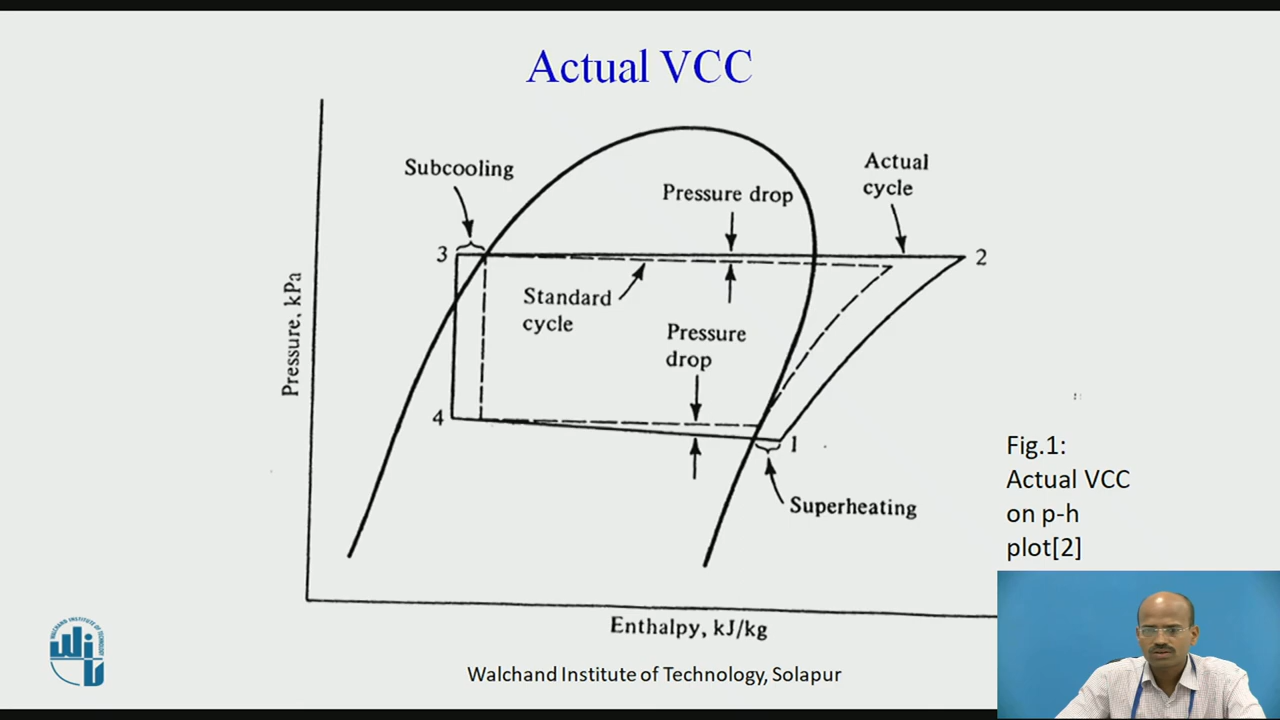 Actual VCC
Subcooling
Pressure drop
Actual
cycle
3
2
Standard
cycle
Pressure
drop
Pressure, kPa
4
1
Superheating
Fig.1:
Actual VCC
on p-h
plot[2]
Enthalpy, kJ/kg
Walchand Institute of Technology, Solapur